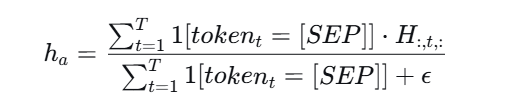 h_a = \frac{\sum_{t=1}^{T} 1[token_t = [SEP]] \cdot H_{:,t,:}}{\sum_{t=1}^{T} 1[token_t = [SEP]] + \epsilon}